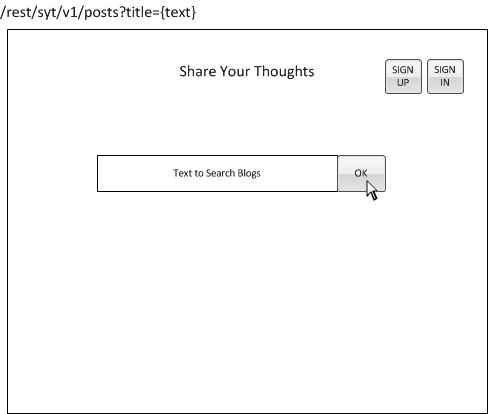 /rest/syt/v1/posts?title={text}
Share Your Thoughts
SIGN
UP
SIGN
IN
Text to Search Blogs
OK